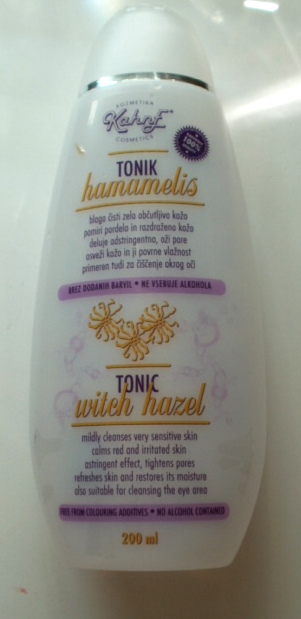 KOZMETIKA
Kahne
COSMETICS
100%
TONIK
hamamelis
blago čisti zelo občutljivo kožo
pomiri pordelo in razdraženo kožo
deluje adstringentno, oži pore
osveži kožo in ji povrne vlažnost
primeren tudi za čiščenje okrog oči
BREZ DODANIH BARVIL • NE VSEBUJE ALKOHOLA
TONIC
witch hazel
mildly cleanses very sensitive skin
calms red and irritated skin
astringent effect, tightens pores
refreshes skin and restores its moisture
also suitable for cleansing the eye area
FREE FROM COLOURING ADDITIVES • NO ALCOHOL CONTAINED
200 ml